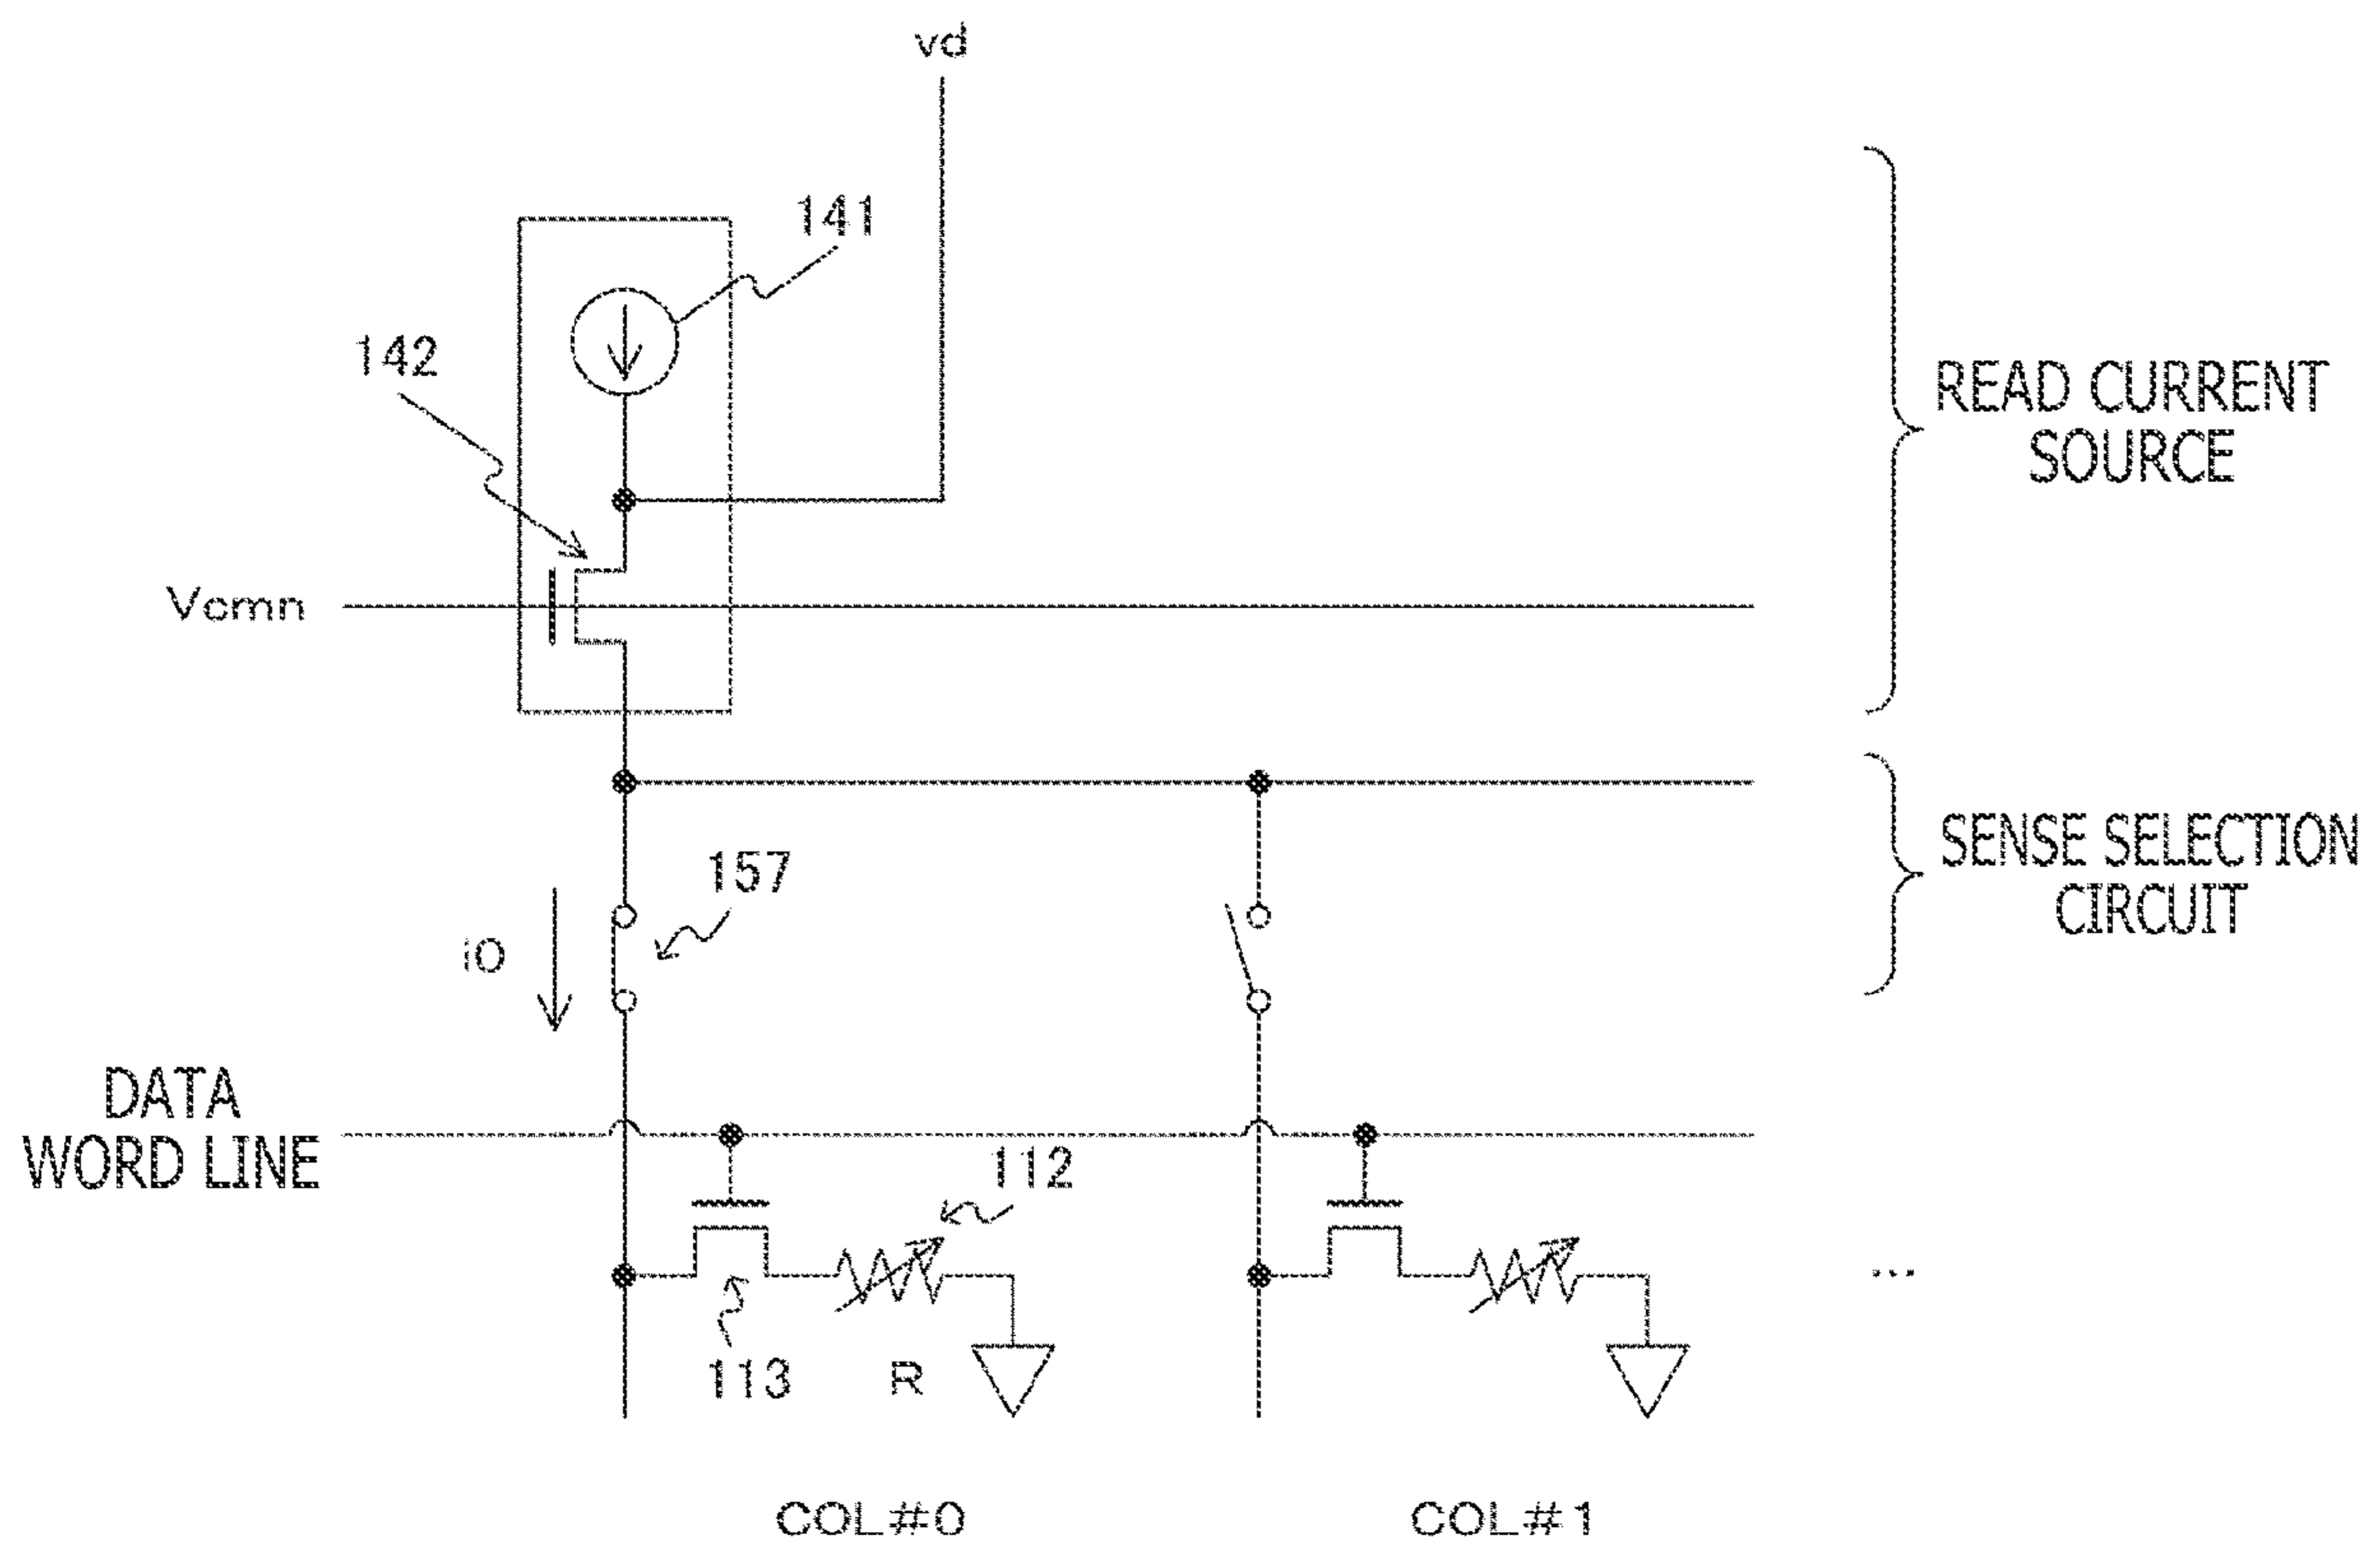 vd
141
142
READ CURRENT
SOURCE
Vcmn
157
SENSE SELECTION
CIRCUIT
i0
DATA
WORD LINE
112
113
R
...
COL#0
COL#1